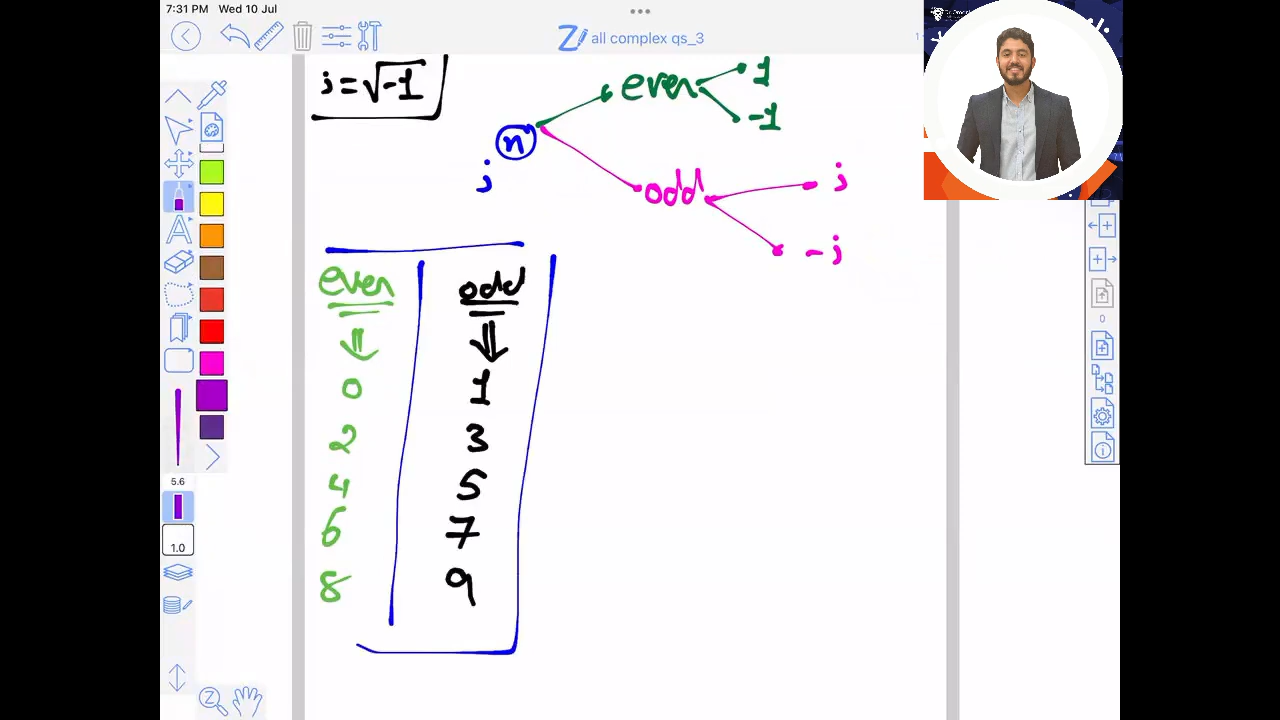 7:31 PM Wed 10 Jul
all complex qs_3
j = √-1
even
1
-1
jⁿ
odd
j
-j
even odd
⇓ ⇓
0 1
2 3
4 5
6 7
8 9
5.6
1.0
0